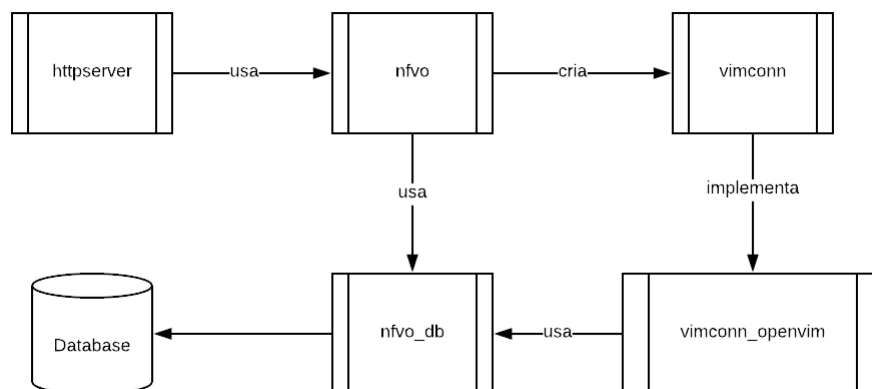 httpserver
usa
nfvo
cria
vimconn
usa
implementa
Database
nfvo_db
usa
vimconn_openvim